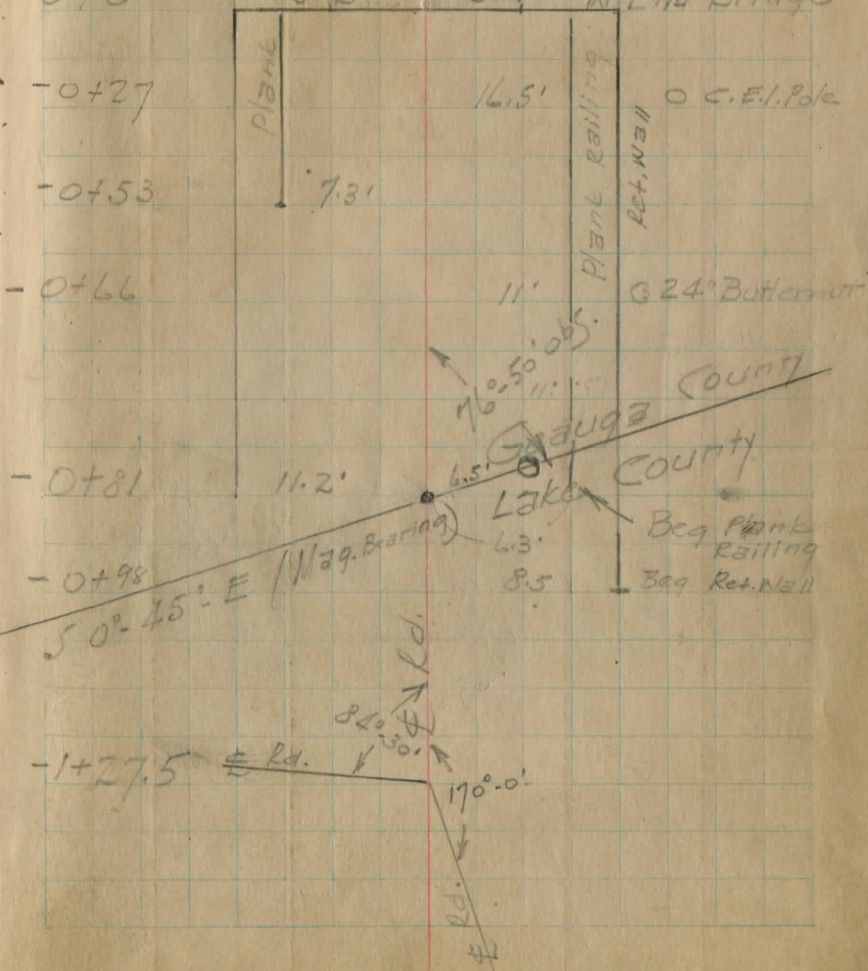 Plank
-0+27 16.5' C.E.I. Pole
Plank Railing
Ret. Wall
-0+53 7.3'
-0+66 11' 24" Butternut
76°-50' obs.
Geauga County
-0+81 11.2' 6.5'
Lake County
Beg Plank
Railing
(Mag. Bearing) 6.3'
-0+98 8.5 Beg Ret. Wall
S 0°-45'-E
℄ Rd.
84°-30'
-1+27.5 ℄ Rd.
170°-0'
℄ Rd.